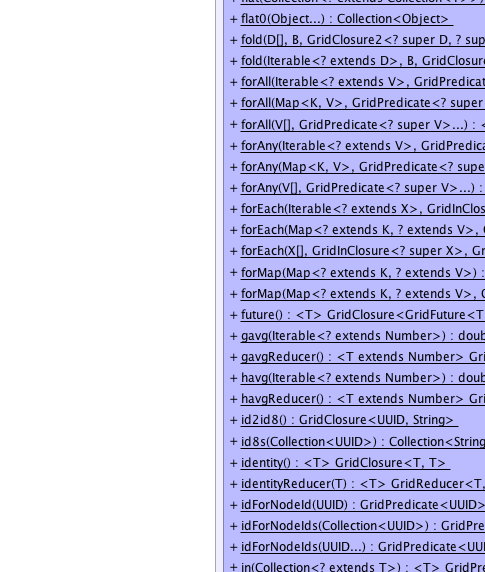 + flat(Collection<? extends Collection<T>>)
+ flat0(Object...) : Collection<Object>
+ fold(D[], B, GridClosure2<? super D, ? sup
+ fold(Iterable<? extends D>, B, GridClosure
+ forAll(Iterable<? extends V>, GridPredicat
+ forAll(Map<K, V>, GridPredicate<? super
+ forAll(V[], GridPredicate<? super V>...) : <
+ forAny(Iterable<? extends V>, GridPredica
+ forAny(Map<K, V>, GridPredicate<? supe
+ forAny(V[], GridPredicate<? super V>...) :
+ forEach(Iterable<? extends X>, GridInClos
+ forEach(Map<? extends K, ? extends V>, G
+ forEach(X[], GridInClosure<? super X>, Gr
+ forMap(Map<? extends K, ? extends V>) :
+ forMap(Map<? extends K, ? extends V>, G
+ future() : <T> GridClosure<GridFuture<T
+ gavg(Iterable<? extends Number>) : doub
+ gavgReducer() : <T extends Number> Gri
+ havg(Iterable<? extends Number>) : doub
+ havgReducer() : <T extends Number> Gri
+ id2id8() : GridClosure<UUID, String>
+ id8s(Collection<UUID>) : Collection<String
+ identity() : <T> GridClosure<T, T>
+ identityReducer(T) : <T> GridReducer<T,
+ idForNodeId(UUID) : GridPredicate<UUID>
+ idForNodeIds(Collection<UUID>) : GridPre
+ idForNodeIds(UUID...) : GridPredicate<UU
+ in(Collection<? extends T>) : <T> GridPre